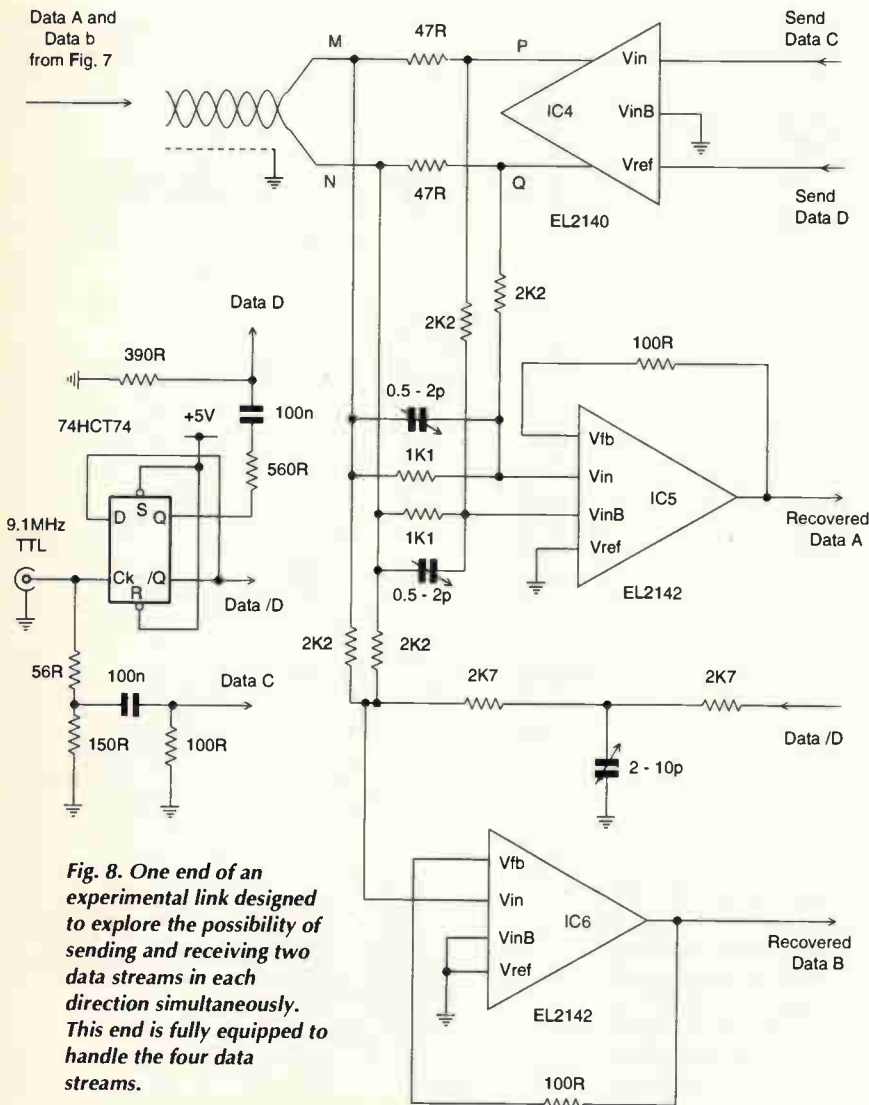 Data A and
Data b
from Fig. 7
M
47R
P
Send
Data C
Vin
IC4
VinB
Vref
N
47R
Q
EL2140
Send
Data D
Data D
2K2
2K2
390R
100R
+5V
100n
0.5 - 2p
74HCT74
560R
Vfb
1K1
Vin
IC5
D
S
Q
VinB
9.1MHz
TTL
1K1
Recovered
Data A
Vref
Ck
/Q
Data /D
R
0.5 - 2p
EL2142
2K2
2K2
56R
100n
Data C
2K7
2K7
Data /D
150R
100R
2 - 10p
Vfb
Vin
IC6
VinB
Vref
Recovered
Data B
EL2142
100R
Fig. 8. One end of an
experimental link designed
to explore the possibility of
sending and receiving two
data streams in each
direction simultaneously.
This end is fully equipped to
handle the four data
streams.